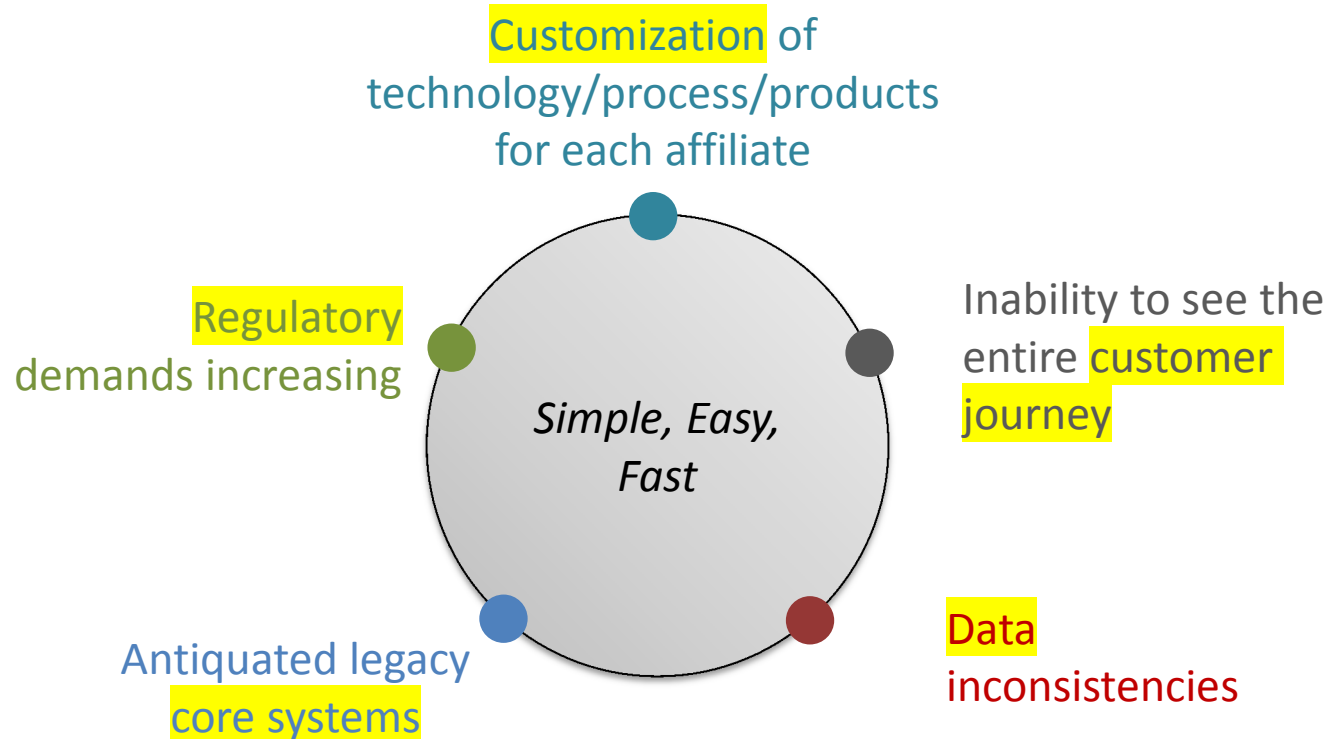 Customization of
technology/process/products
for each affiliate
Regulatory
demands increasing
Inability to see the
entire customer
journey
Simple, Easy,
Fast
Antiquated legacy
core systems
Data
inconsistencies